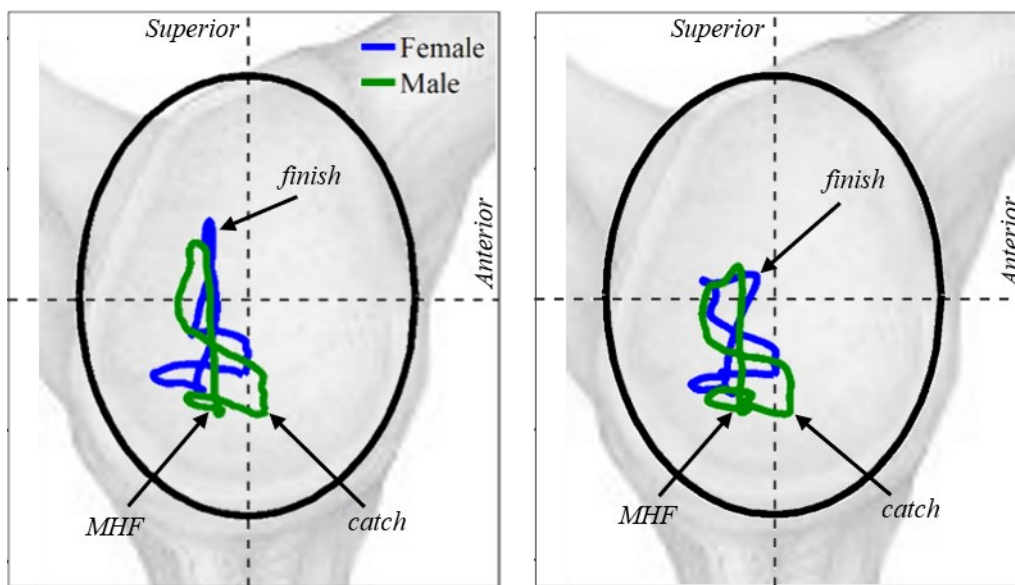 Superior
Female
Male
finish
Anterior
MHF
catch
Superior
finish
Anterior
MHF
catch